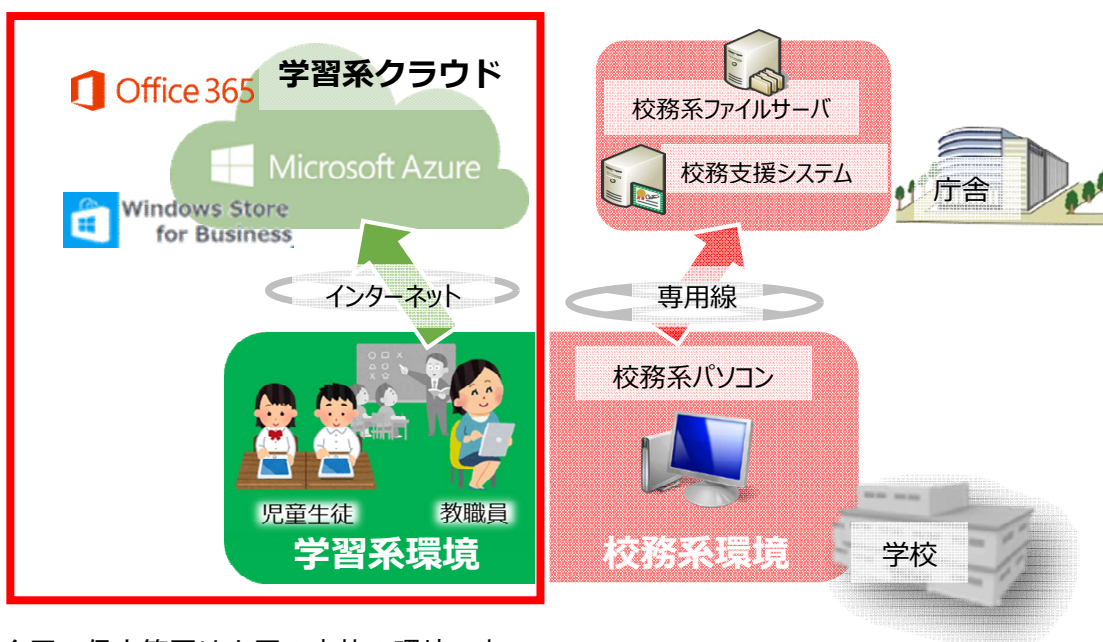 Office 365
学習系クラウド
Microsoft Azure
Windows Store
for Business
インターネット
児童生徒
教職員
学習系環境
校務系ファイルサーバ
校務支援システム
庁舎
専用線
校務系パソコン
校務系環境
学校